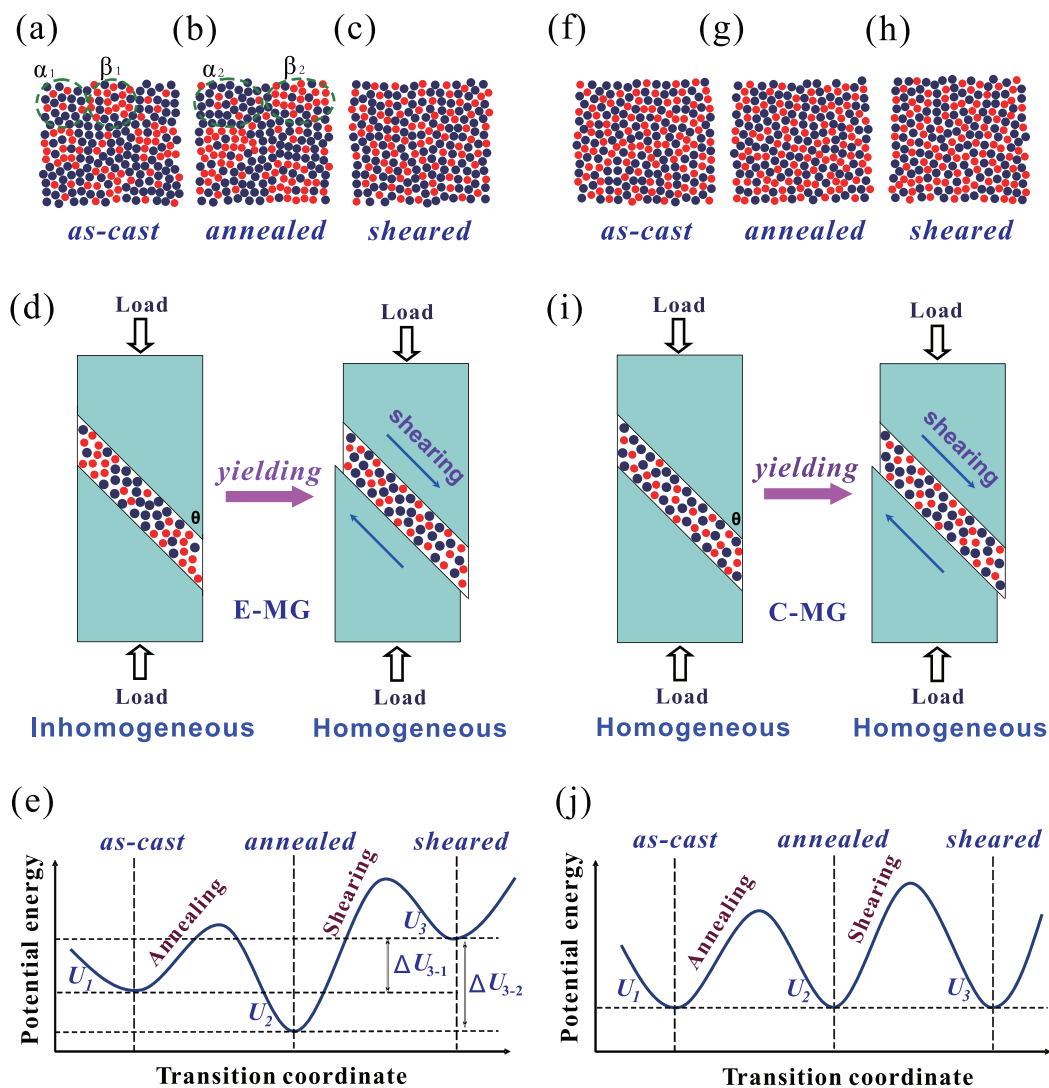 (a) (b) (c) (f) (g) (h)
α1 β1 α2 β2
as-cast annealed sheared as-cast annealed sheared
(d) (i)
Load Load Load Load
shearing shearing
yielding yielding
θ θ
E-MG C-MG
Load Load Load Load
Inhomogeneous Homogeneous Homogeneous Homogeneous
(e) (j)
as-cast annealed sheared as-cast annealed sheared
Potential energy
Annealing
Shearing
U1
U2
U3
ΔU3-1
ΔU3-2
Transition coordinate
Potential energy
Annealing
Shearing
U1
U2
U3
Transition coordinate